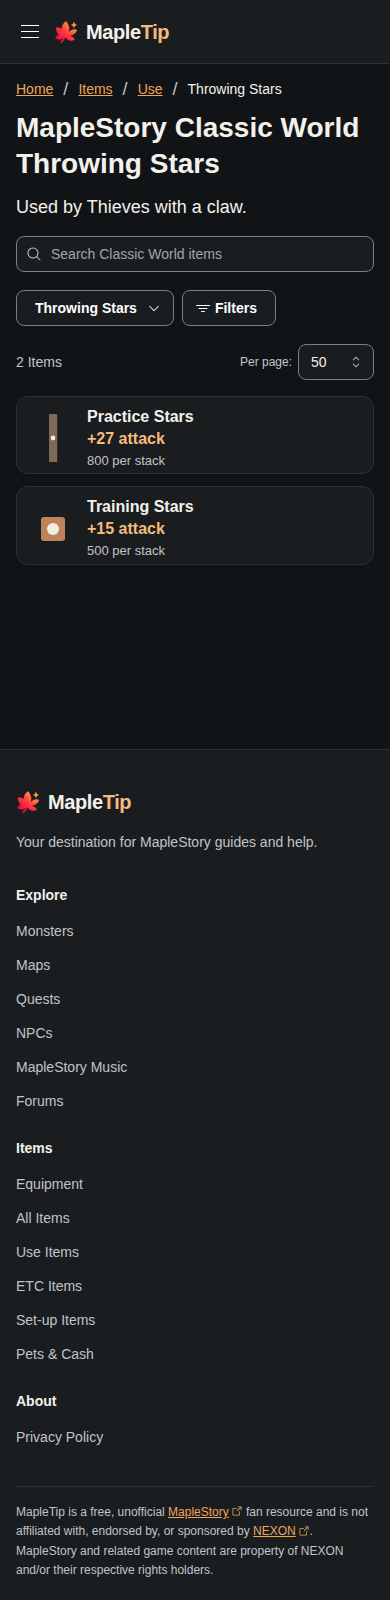 MapleTip
Home / Items / Use / Throwing Stars
MapleStory Classic World
Throwing Stars
Used by Thieves with a claw.
Search Classic World items
Throwing Stars
Filters
2 Items
Per page: 50
Practice Stars
+27 attack
800 per stack
Training Stars
+15 attack
500 per stack
MapleTip
Your destination for MapleStory guides and help.
Explore
Monsters
Maps
Quests
NPCs
MapleStory Music
Forums
Items
Equipment
All Items
Use Items
ETC Items
Set-up Items
Pets & Cash
About
Privacy Policy
MapleTip is a free, unofficial MapleStory fan resource and is not
affiliated with, endorsed by, or sponsored by NEXON.
MapleStory and related game content are property of NEXON
and/or their respective rights holders.